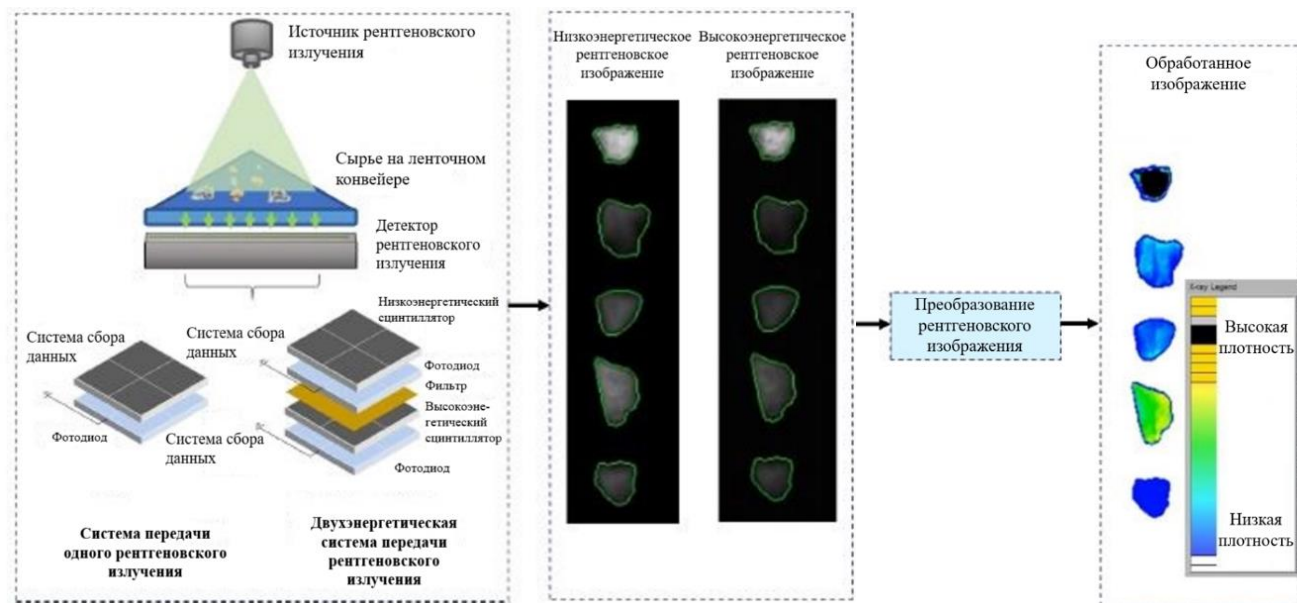 Источник рентгеновского
излучения
Сырье на ленточном
конвейере
Детектор
рентгеновского
излучения
Низкоэнергетический
сцинтиллятор
Система сбора
данных
Система сбора
данных
Фотодиод
Фильтр
Высокоэне-
гетический
сцинтиллятор
Фотодиод
Система сбора
данных
Фотодиод
Система передачи
одного рентгеновского
излучения
Двухэнергетическая
система передачи
рентгеновского
излучения
Низкоэнергетическое
рентгеновское
изображение
Высокоэнергетическое
рентгеновское
изображение
Преобразование
рентгеновского
изображения
Обработанное
изображение
X-ray Legend
Высокая
плотность
Низкая
плотность